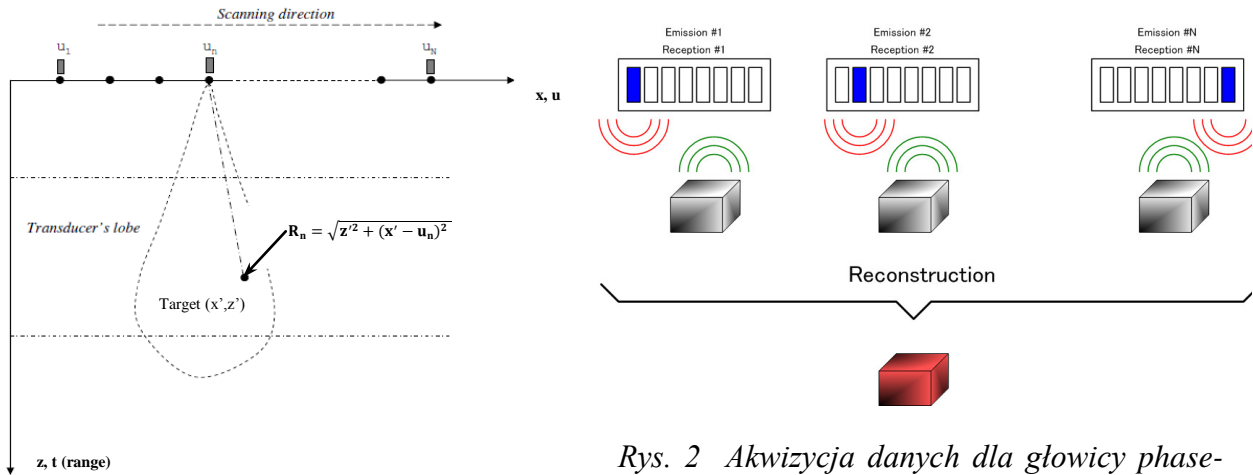 Scanning direction
u₁
uₙ
u_N
x, u
Transducer's lobe
Rₙ = √z'² + (x' − uₙ)²
Target (x',z')
z, t (range)
Emission #1
Reception #1
Emission #2
Reception #2
Emission #N
Reception #N
Reconstruction
Rys. 2 Akwizycja danych dla głowicy phase-